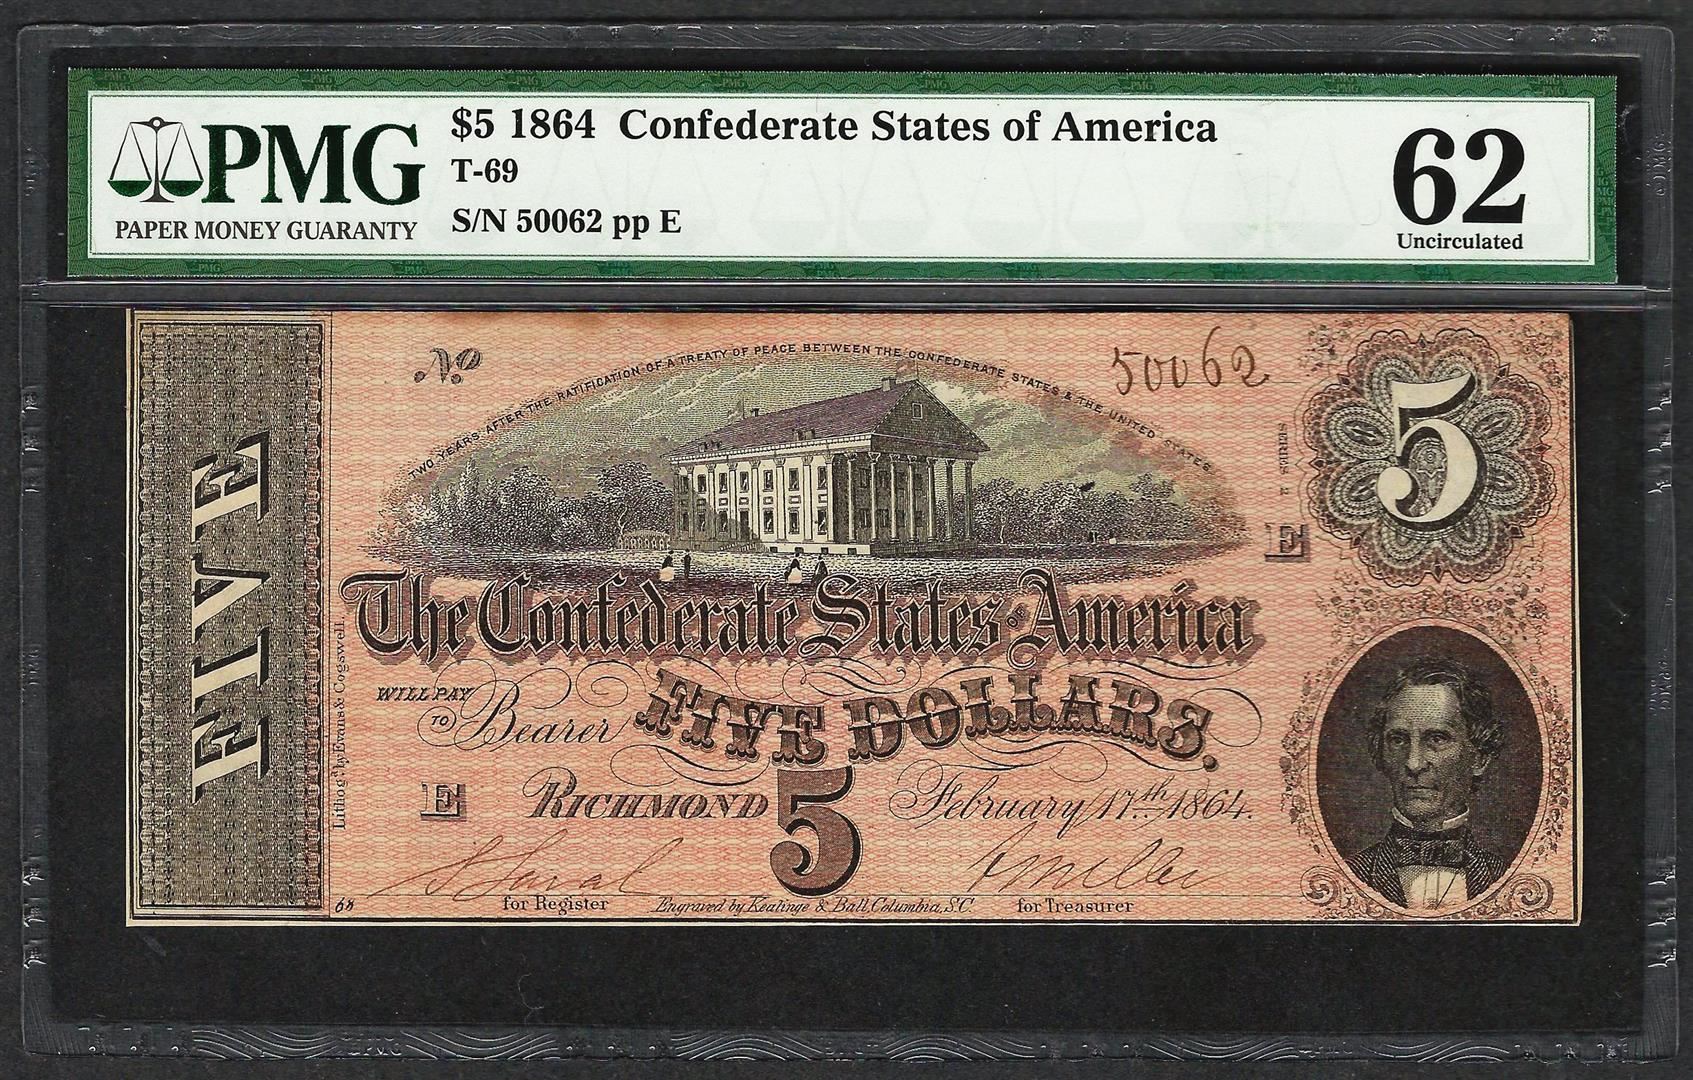 PMG
PAPER MONEY GUARANTY
$5 1864 Confederate States of America
T-69
S/N 50062 pp E
62
Uncirculated
FIVE
No
50062
TWO YEARS AFTER THE RATIFICATION OF A TREATY OF PEACE BETWEEN THE CONFEDERATE STATES & THE UNITED STATES
5
SERIES 2
E
The Confederate States of America
WILL PAY
TO Bearer
FIVE DOLLARS.
Lithog'd by Evans & Cogswell.
E
RICHMOND
5
February 17th 1864.
68
for Register
Engraved by Keatinge & Ball, Columbia, S.C.
for Treasurer